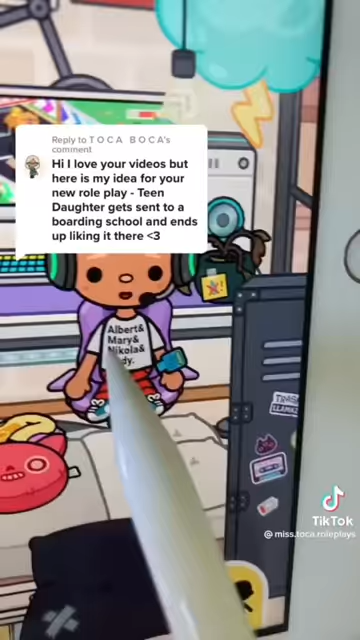 Reply to T O C A B O C A's
comment
Hi I love your videos but
here is my idea for your
new role play - Teen
Daughter gets sent to a
boarding school and ends
up liking it there <3
Albert&
Mary&
Nikola&
TRASH
LLAMAZ
TikTok
@ miss.toca.roleplays